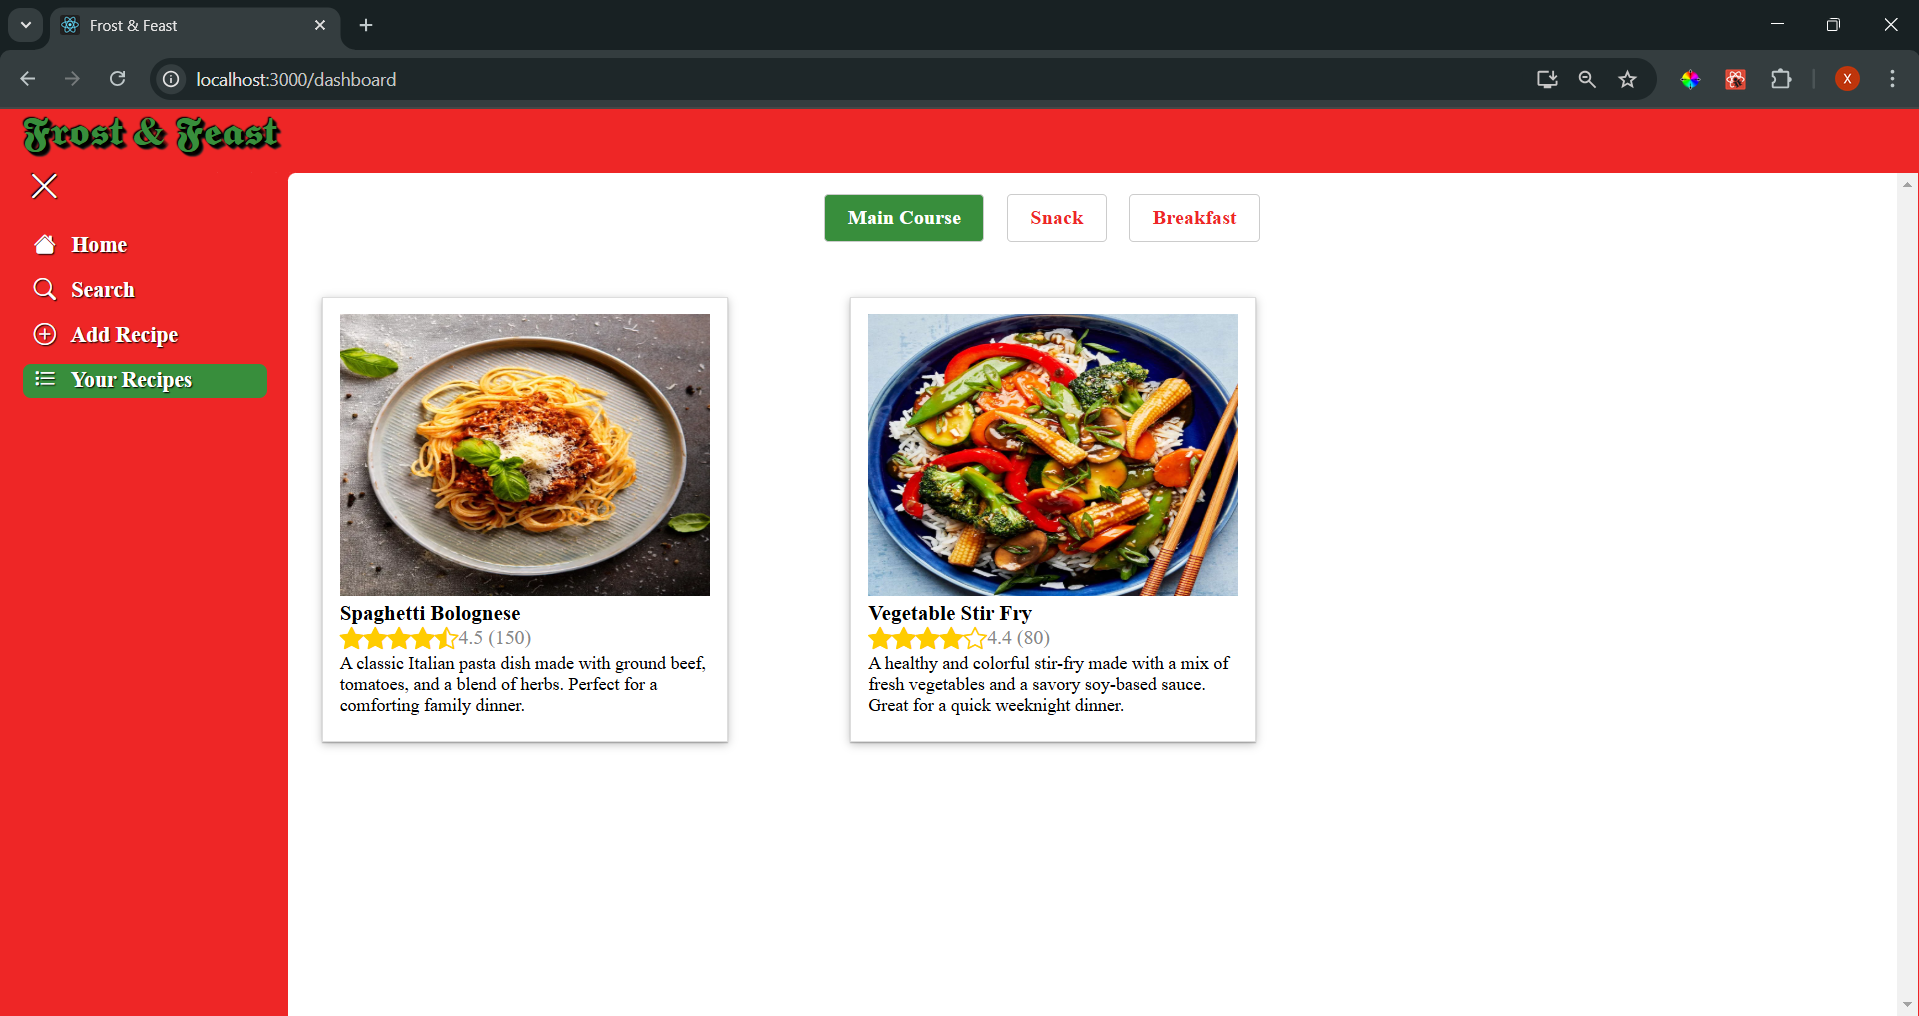 Frost & Feast
localhost:3000/dashboard
X
Frost & Feast
Home
Search
Add Recipe
Your Recipes
Main Course
Snack
Breakfast
Spaghetti Bolognese
4.5 (150)
A classic Italian pasta dish made with ground beef,
tomatoes, and a blend of herbs. Perfect for a
comforting family dinner.
Vegetable Stir Fry
4.4 (80)
A healthy and colorful stir-fry made with a mix of
fresh vegetables and a savory soy-based sauce.
Great for a quick weeknight dinner.